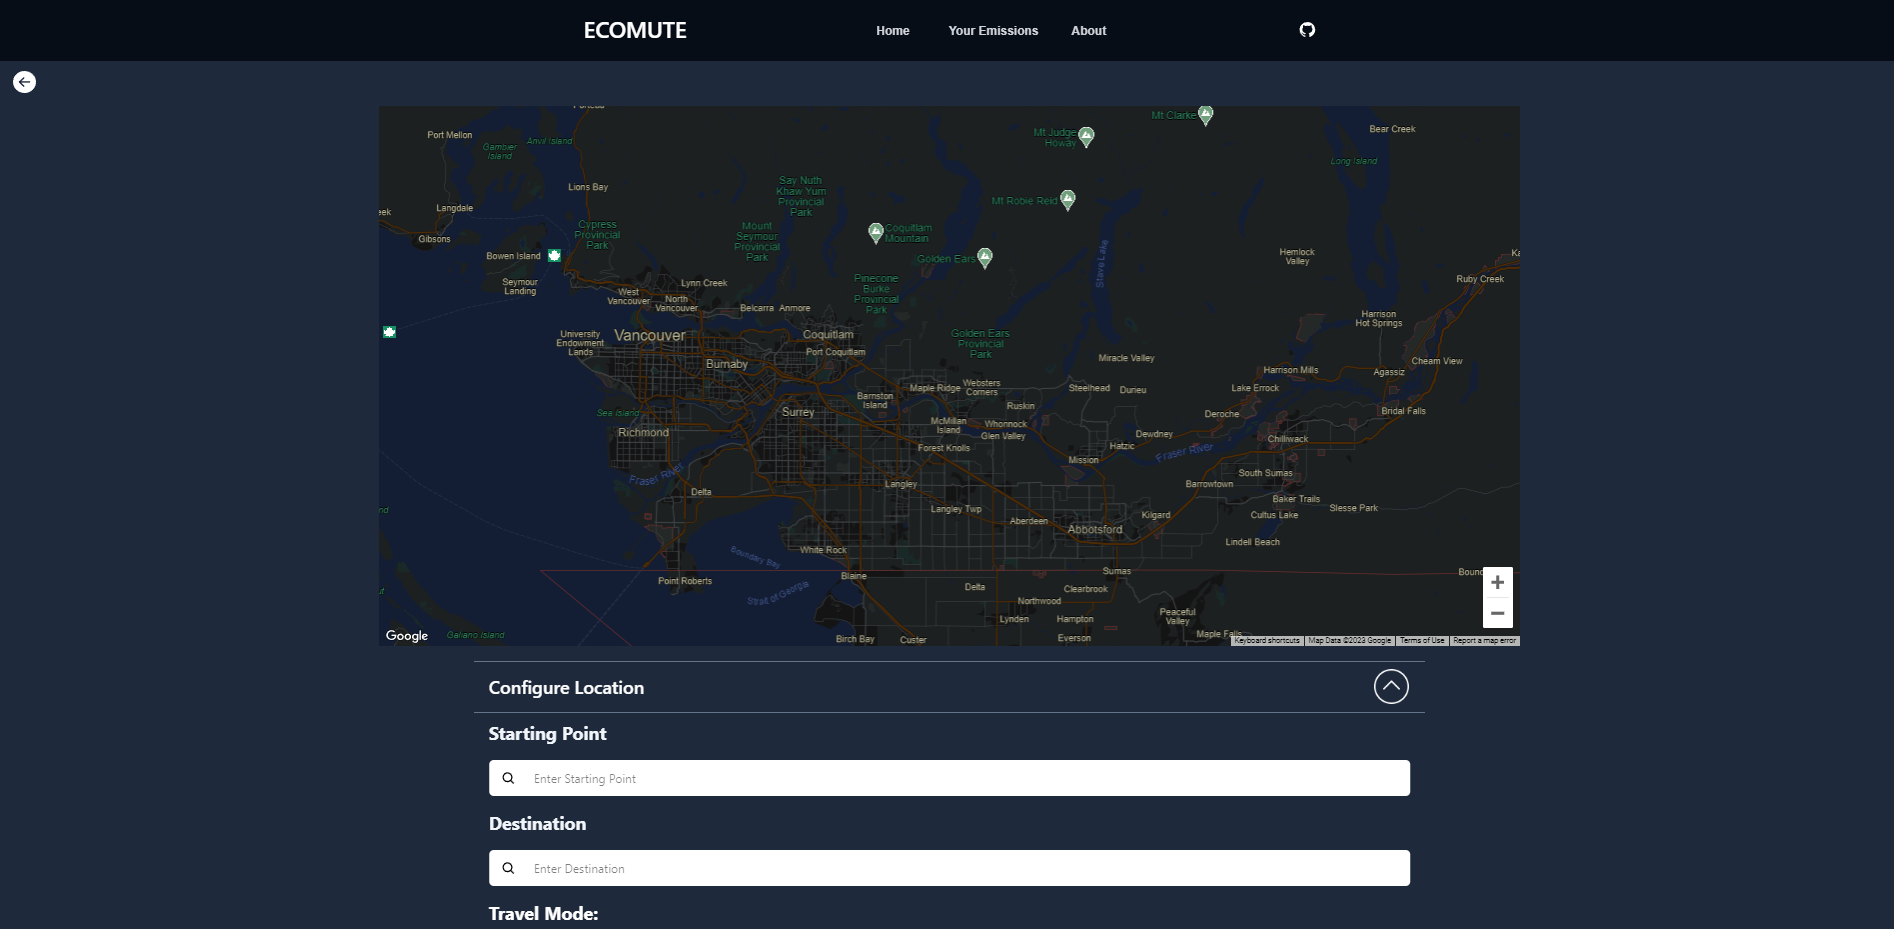 ECOMUTE
Home
Your Emissions
About
Mt Clarke
Mt Judge
Howay
Bear Creek
Port Mellon
Anvil Island
Gambier
Island
Long Island
Lions Bay
Say Nuth
Khaw Yum
Provincial
Park
Mt Robie Reid
Langdale
eek
Gibsons
Cypress
Provincial
Park
Mount
Seymour
Provincial
Park
Coquitlam
Mountain
Golden Ears
Stave Lake
Hemlock
Valley
Ruby Creek
Bowen Island
Seymour
Landing
Lynn Creek
West
Vancouver
North
Vancouver
Belcarra
Anmore
Pinecone
Burke
Provincial
Park
Harrison
Hot Springs
University
Endowment
Lands
Vancouver
Coquitlam
Port Coquitlam
Golden Ears
Provincial
Park
Burnaby
Miracle Valley
Cheam View
Harrison Mills
Agassiz
Maple Ridge
Websters
Corners
Steelhead
Durieu
Lake Errock
Barnston
Island
Ruskin
Sea Island
Surrey
Deroche
Bridal Falls
McMillan
Island
Whonnock
Glen Valley
Richmond
Dewdney
Chilliwack
Forest Knolls
Hatzic
Fraser River
Mission
Fraser River
South Sumas
Delta
Langley
Barrowtown
Baker Trails
Langley Twp
Slesse Park
Aberdeen
Kilgard
Cultus Lake
Abbotsford
Lindell Beach
White Rock
Boundary Bay
Point Roberts
Blaine
Sumas
Strait of Georgia
Delta
Clearbrook
Northwood
Lynden
Hampton
Peaceful
Valley
Galiano Island
Birch Bay
Custer
Everson
Maple Falls
Google
Keyboard shortcuts
Map Data ©2023 Google
Terms of Use
Report a map error
Configure Location
Starting Point
Enter Starting Point
Destination
Enter Destination
Travel Mode: